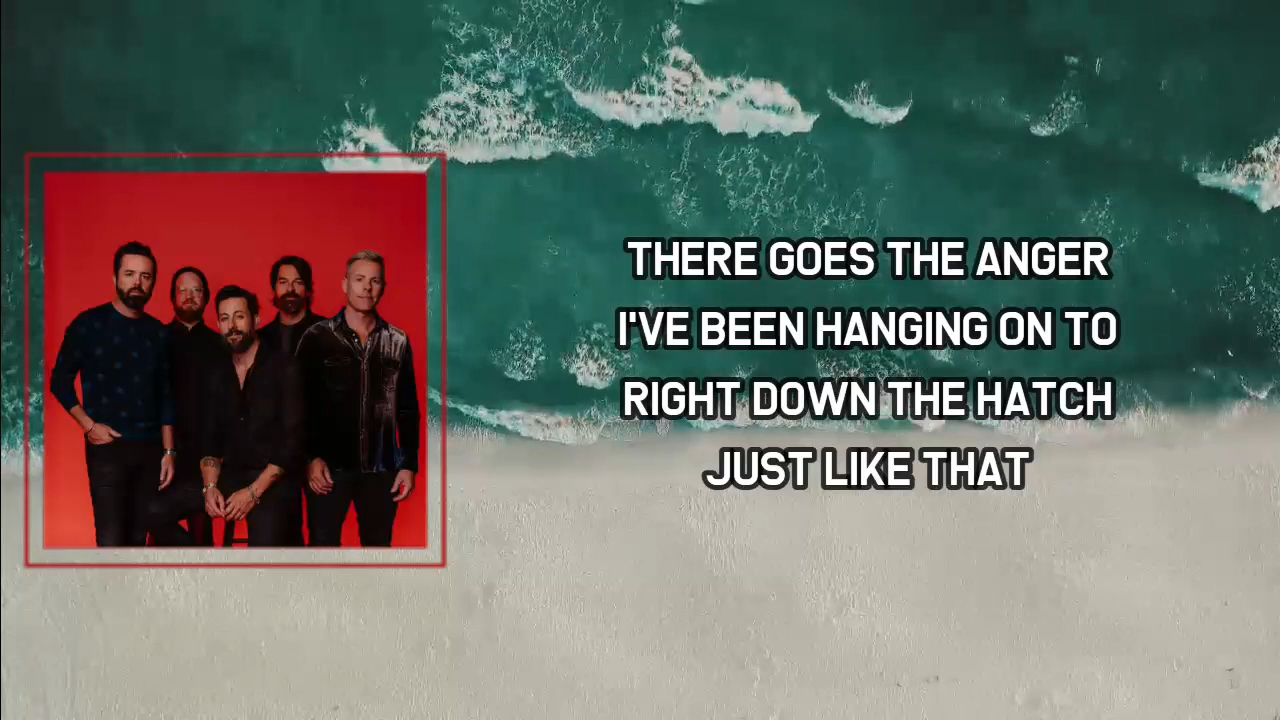 THERE GOES THE ANGER
I'VE BEEN HANGING ON TO
RIGHT DOWN THE HATCH
JUST LIKE THAT